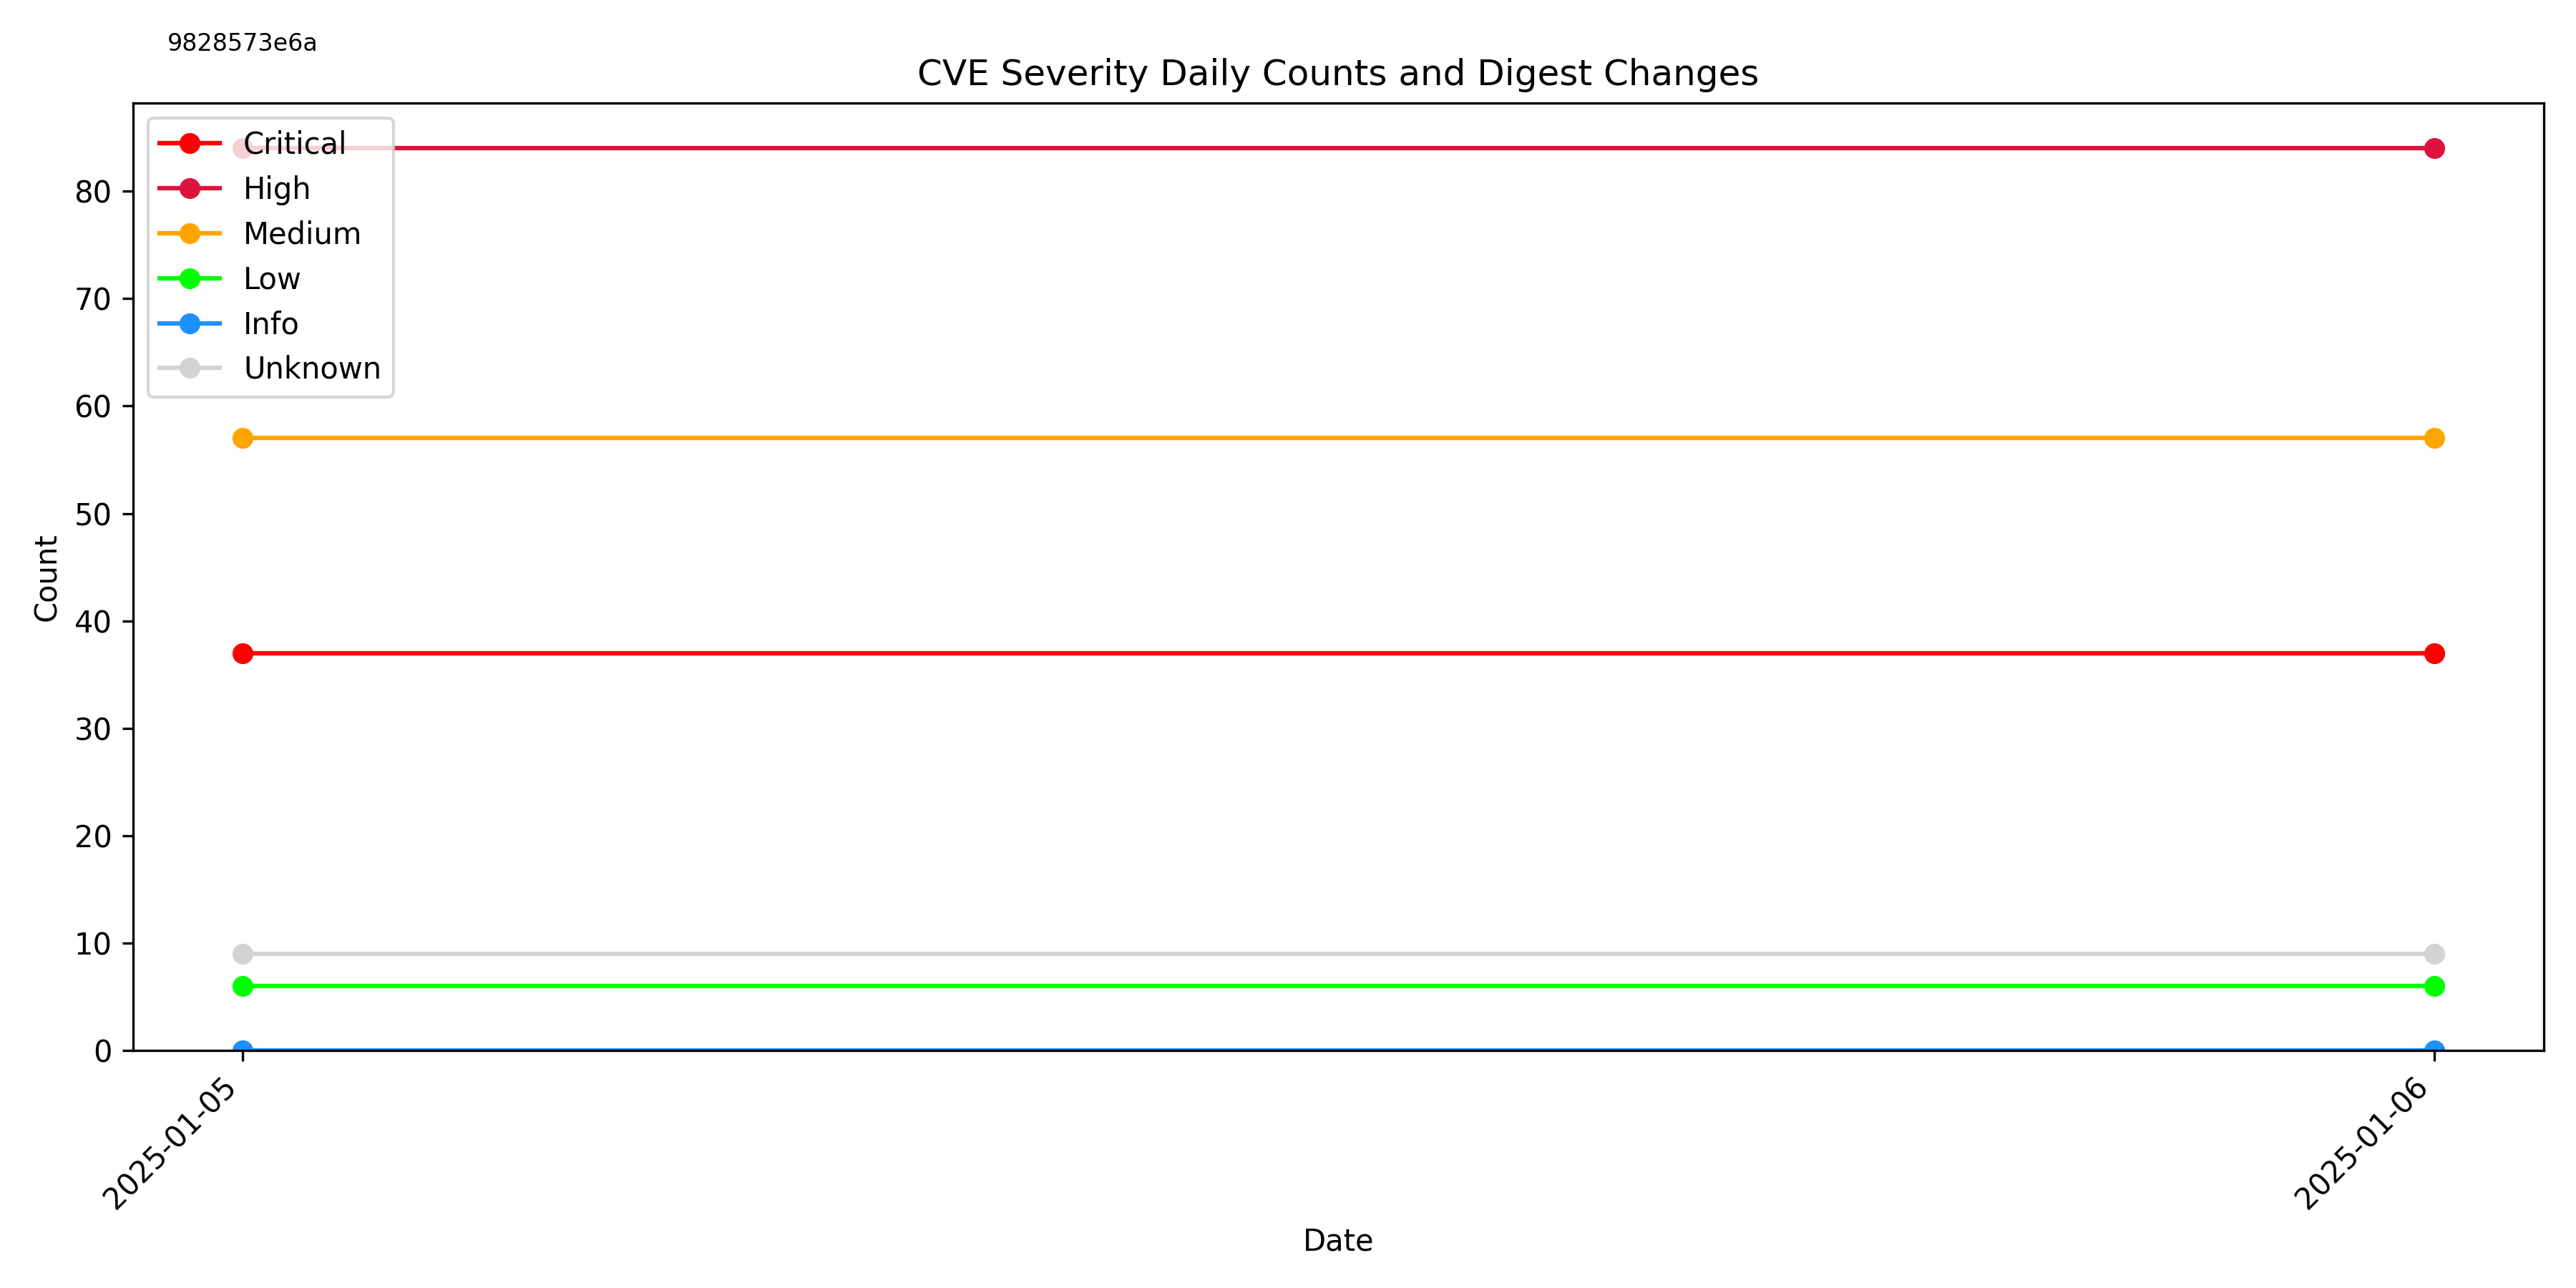 9828573e6a
CVE Severity Daily Counts and Digest Changes
Critical
High
Medium
Low
Info
Unknown
Count
80
70
60
50
40
30
20
10
0
2025-01-05
2025-01-06
Date